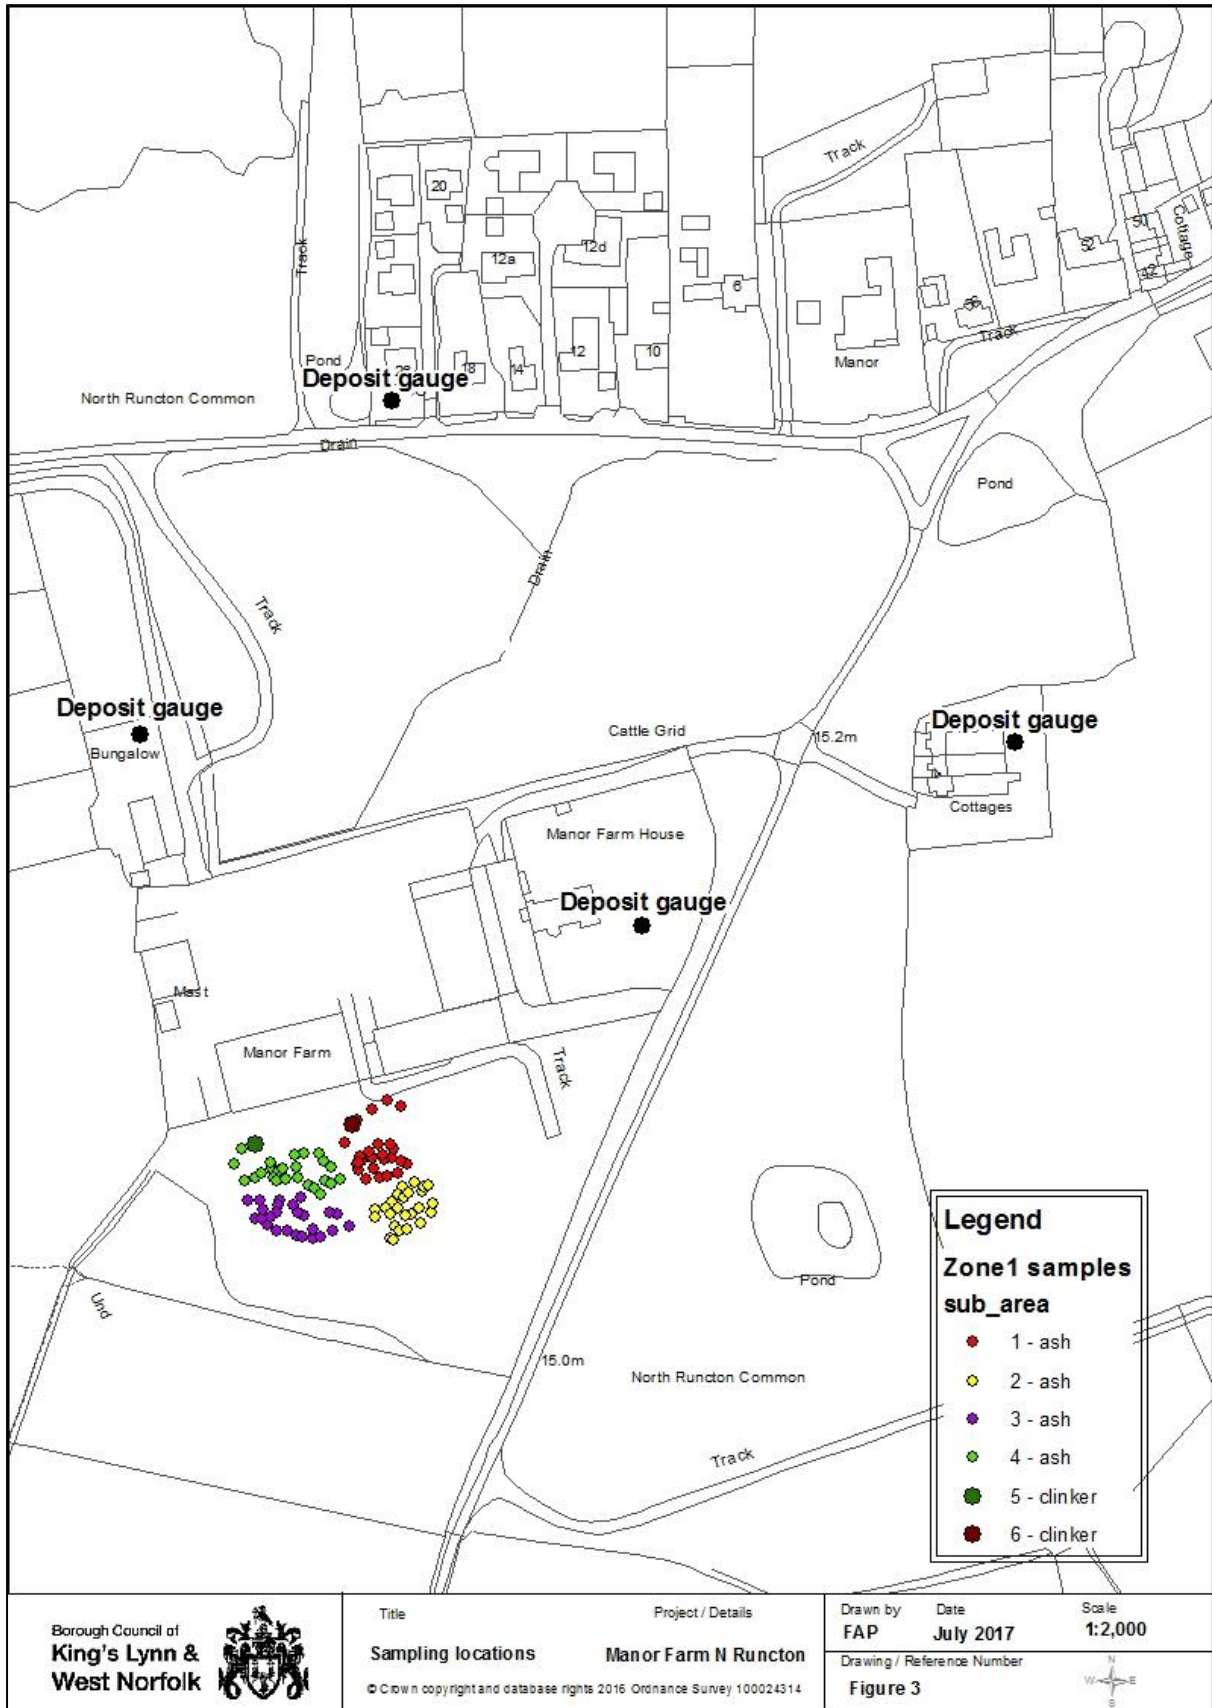 Track
20
12a
12d
10
6
Track
52
50
42
Cottage
56
Track
Manor
Pond
Deposit gauge
18
14
12
10
North Runcton Common
Drain
Pond
Drain
Track
Deposit gauge
Bungalow
Cattle Grid
15.2m
Deposit gauge
Cottages
Manor Farm House
Deposit gauge
Mast
Manor Farm
Track
Und
Pond
15.0m
North Runcton Common
Track
Legend
Zone1 samples
sub_area
1 - ash
2 - ash
3 - ash
4 - ash
5 - clinker
6 - clinker
Borough Council of
King's Lynn &
West Norfolk
Title
Sampling locations
Project / Details
Manor Farm N Runcton
© Crown copyright and database rights 2016 Ordnance Survey 100024314
Drawn by
FAP
Date
July 2017
Scale
1:2,000
Drawing / Reference Number
Figure 3
N
W
E
S